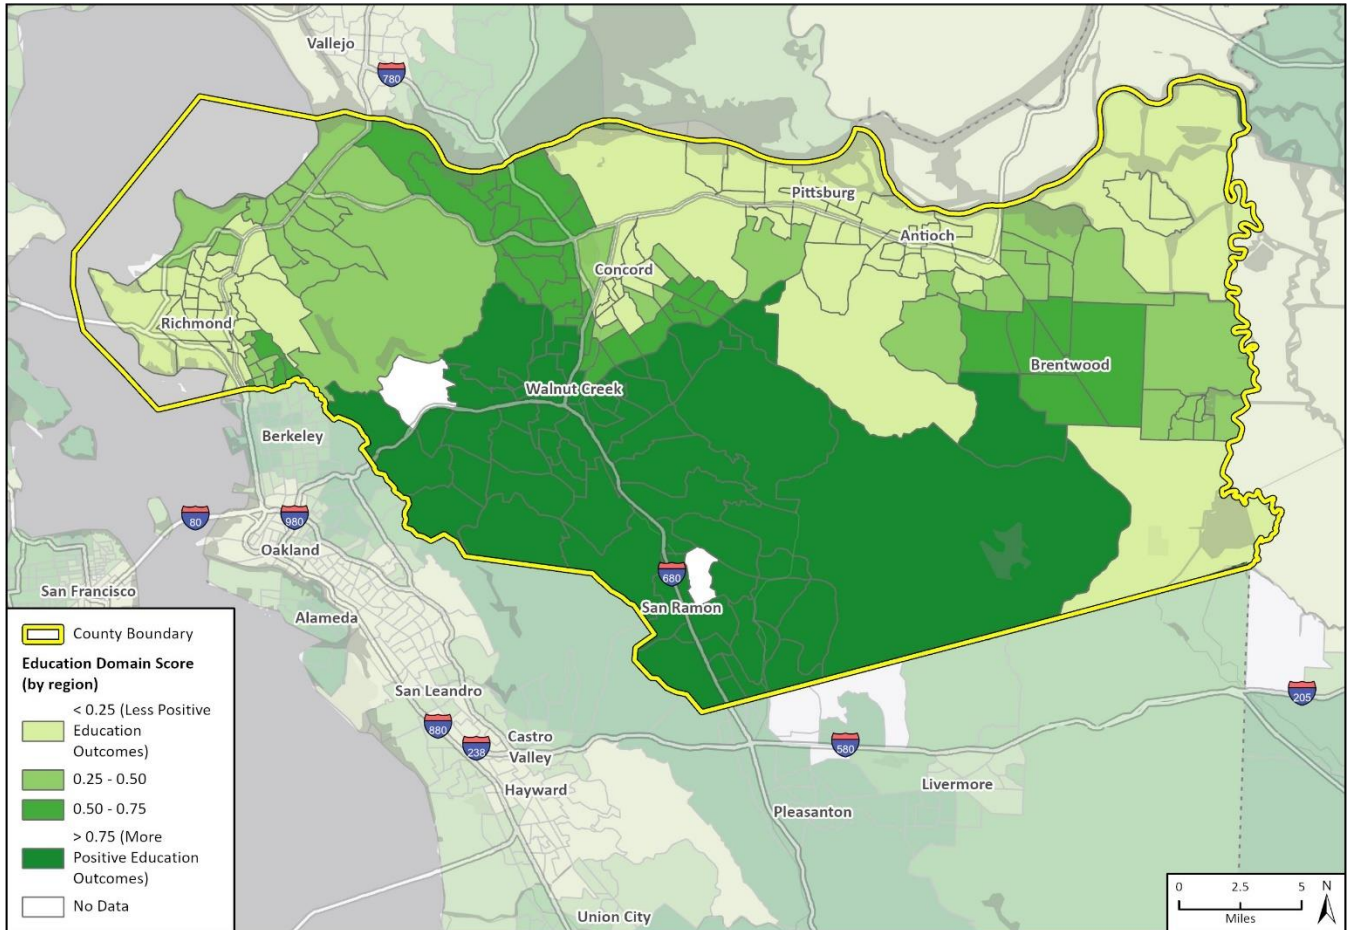 Vallejo
780
Pittsburg
Antioch
Concord
Richmond
Brentwood
Walnut Creek
Berkeley
80
980
Oakland
San Francisco
680
San Ramon
Alameda
205
San Leandro
880
238
Castro
Valley
580
Hayward
Livermore
Pleasanton
Union City
County Boundary
Education Domain Score
(by region)
< 0.25 (Less Positive
Education
Outcomes)
0.25 - 0.50
0.50 - 0.75
> 0.75 (More
Positive Education
Outcomes)
No Data
0 2.5 5 N
Miles